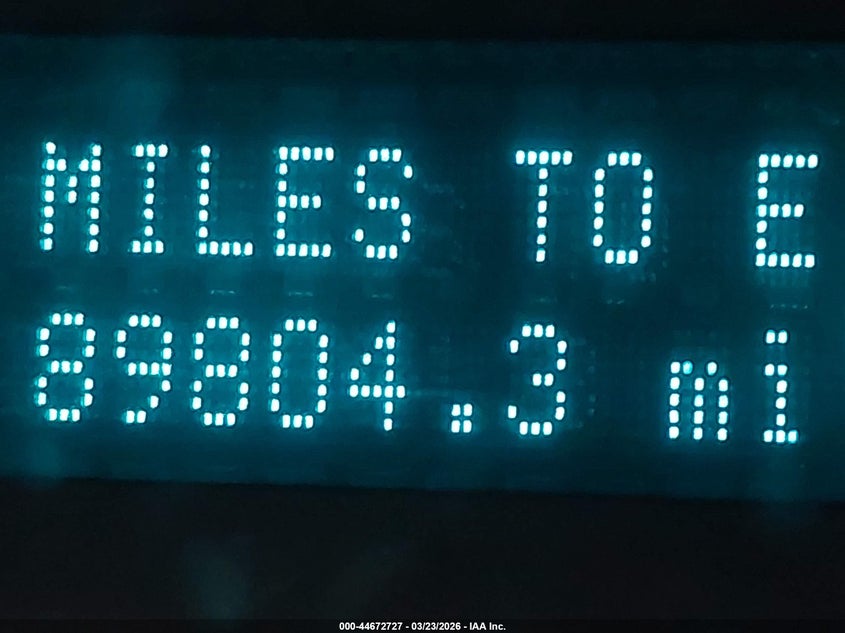 MILES TO E
89804.3 mi
000-44672727 - 03/23/2026 - IAA Inc.